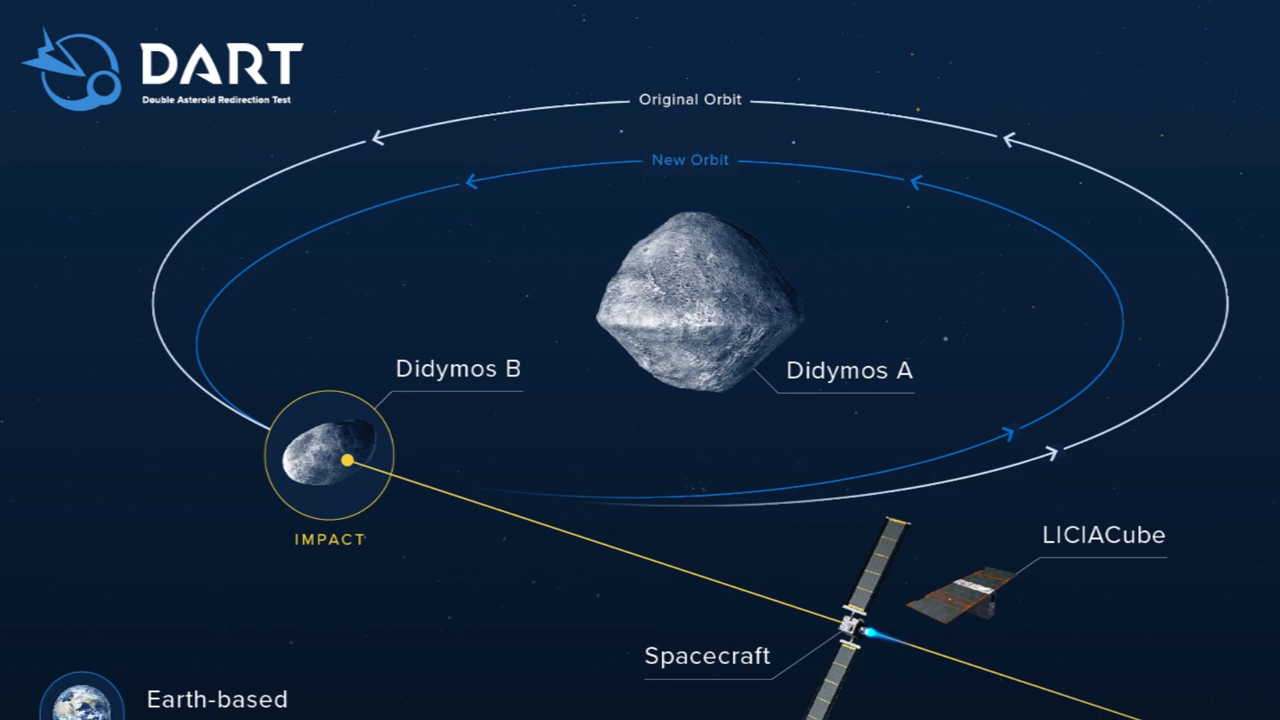 DART
Double Asteroid Redirection Test
Original Orbit
New Orbit
Didymos B
Didymos A
IMPACT
LICIACube
Spacecraft
Earth-based